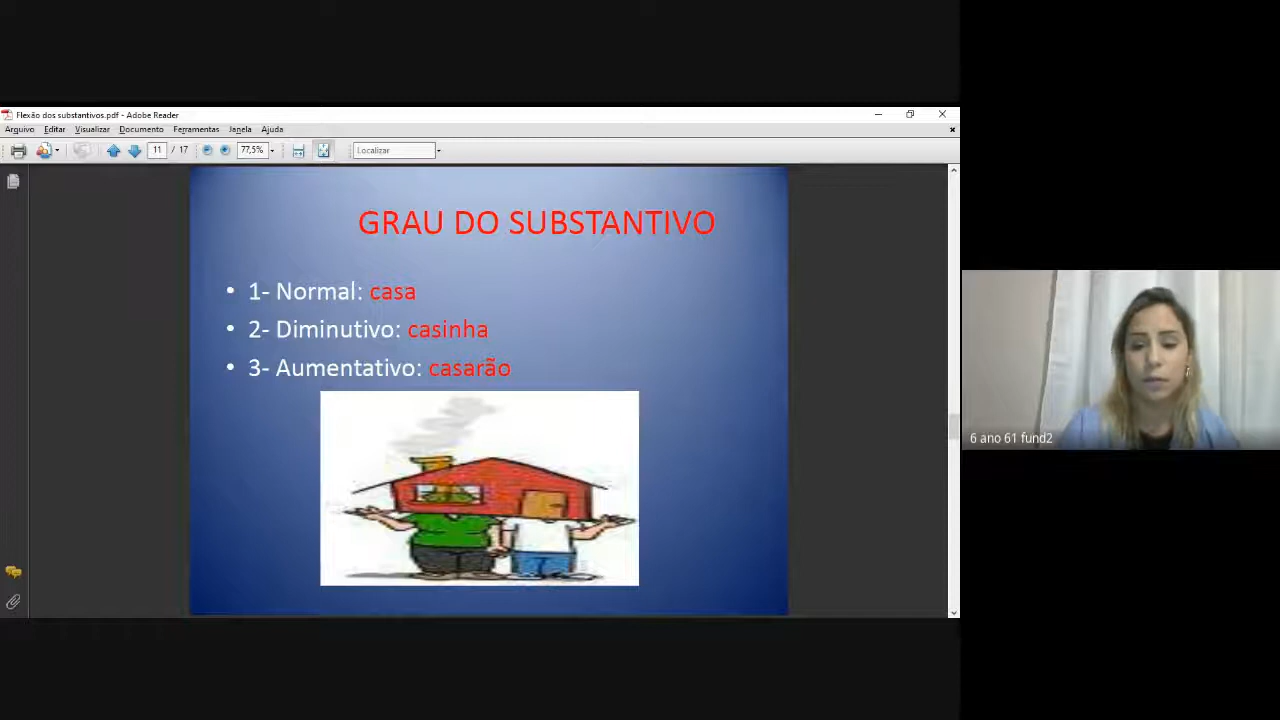 Flexão dos substantivos.pdf - Adobe Reader
Arquivo Editar Visualizar Documento Ferramentas Janela Ajuda
11 / 17 77,5% Localizar
GRAU DO SUBSTANTIVO
• 1- Normal: casa
• 2- Diminutivo: casinha
• 3- Aumentativo: casarão
6 ano 61 fund2